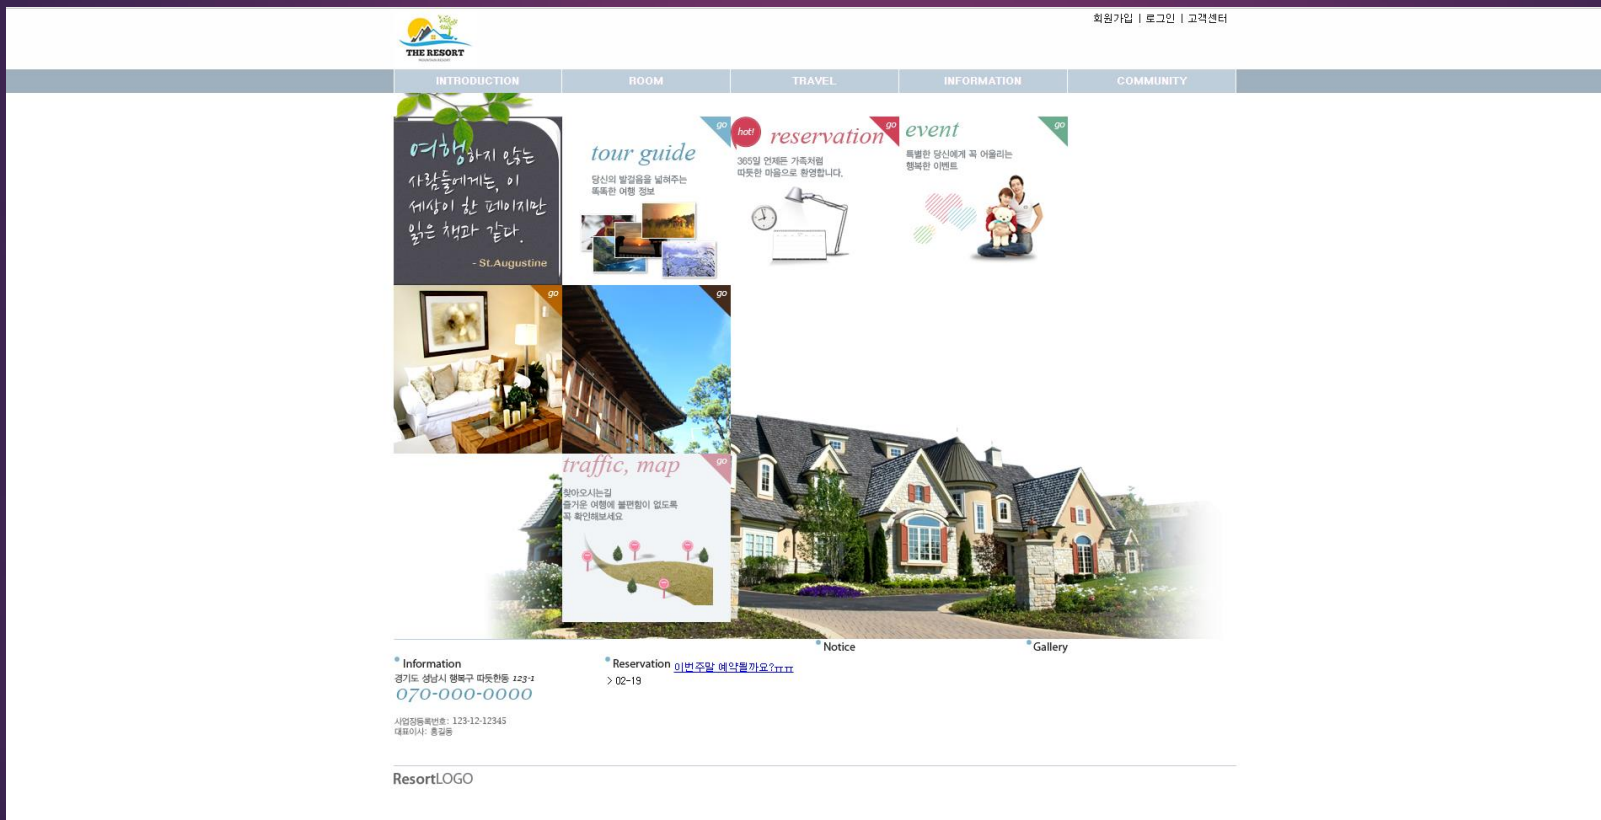 회원가입 | 로그인 | 고객센터
THE RESORT
INTRODUCTION
ROOM
TRAVEL
INFORMATION
COMMUNITY
여행하지 않는
사람들에게는, 이
세상이 한 페이지만
읽은 책과 같다.
- St.Augustine
go
tour guide
당신의 발걸음을 넓혀주는
똑똑한 여행 정보
hot!
go
reservation
365일 언제든 가족처럼
따뜻한 마음으로 환영합니다.
go
event
특별한 당신에게 꼭 어울리는
행복한 이벤트
go
go
go
traffic, map
찾아오시는길
즐거운 여행에 불편함이 없도록
꼭 확인해보세요
Information
경기도 성남시 행복구 따듯한동 123-1
070-000-0000
사업장등록번호: 123-12-12345
대표이사: 홍길동
Reservation 이번주말 예약될까요?ㅠㅠ
> 02-19
Notice
Gallery
ResortLOGO